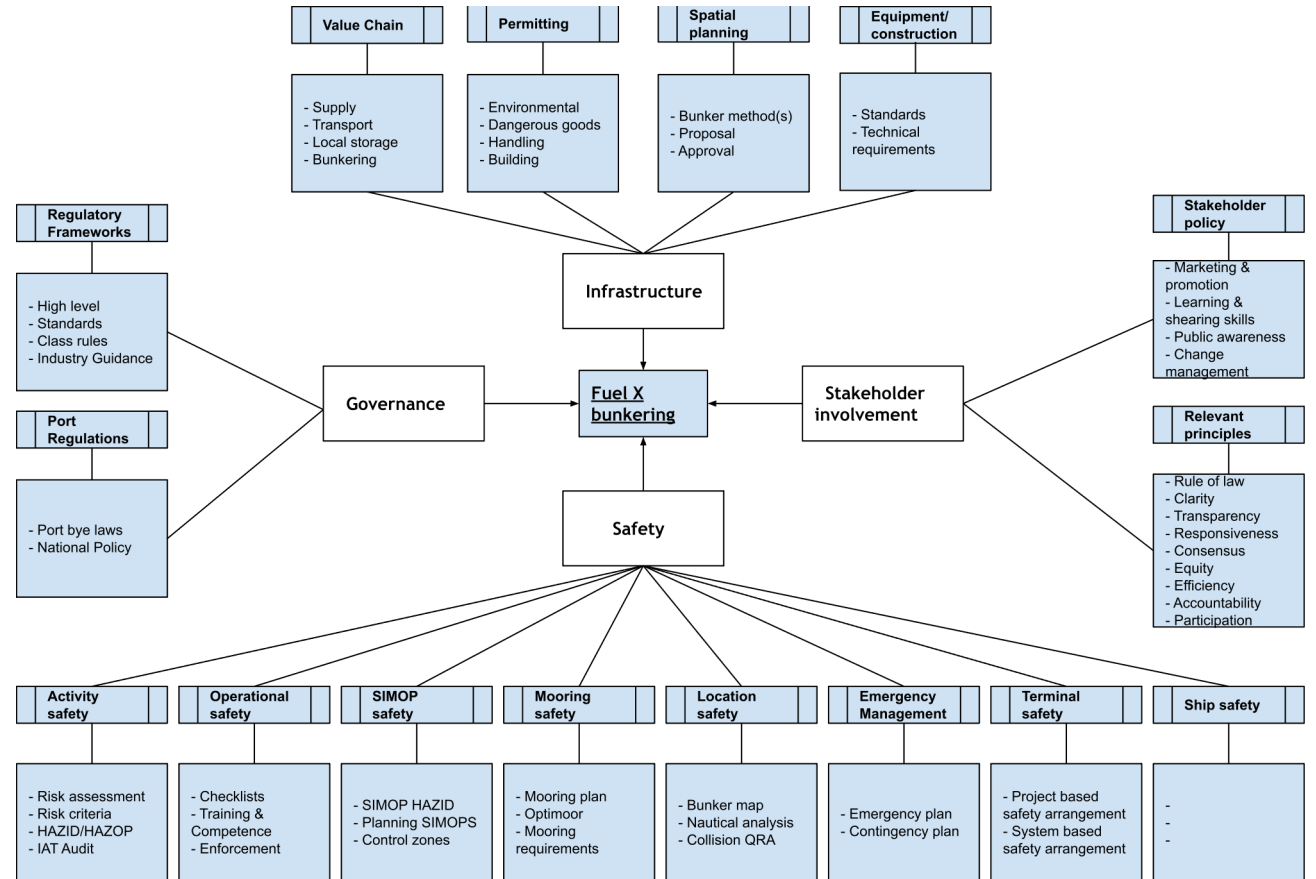 Value Chain
Permitting
Spatial
planning
Equipment/
construction
- Supply
- Transport
- Local storage
- Bunkering
- Environmental
- Dangerous goods
- Handling
- Building
- Bunker method(s)
- Proposal
- Approval
- Standards
- Technical
requirements
Regulatory
Frameworks
- High level
- Standards
- Class rules
- Industry Guidance
Port
Regulations
- Port bye laws
- National Policy
Infrastructure
Governance
Fuel X
bunkering
Stakeholder
involvement
Safety
Stakeholder
policy
- Marketing &
promotion
- Learning &
shearing skills
- Public awareness
- Change
management
Relevant
principles
- Rule of law
- Clarity
- Transparency
- Responsiveness
- Consensus
- Equity
- Efficiency
- Accountability
- Participation
Activity
safety
Operational
safety
SIMOP
safety
Mooring
safety
Location
safety
Emergency
Management
Terminal
safety
Ship safety
- Risk assessment
- Risk criteria
- HAZID/HAZOP
- IAT Audit
- Checklists
- Training &
Competence
- Enforcement
- SIMOP HAZID
- Planning SIMOPS
- Control zones
- Mooring plan
- Optimoor
- Mooring
requirements
- Bunker map
- Nautical analysis
- Collision QRA
- Emergency plan
- Contingency plan
- Project based
safety arrangement
- System based
safety arrangement
-
-
-